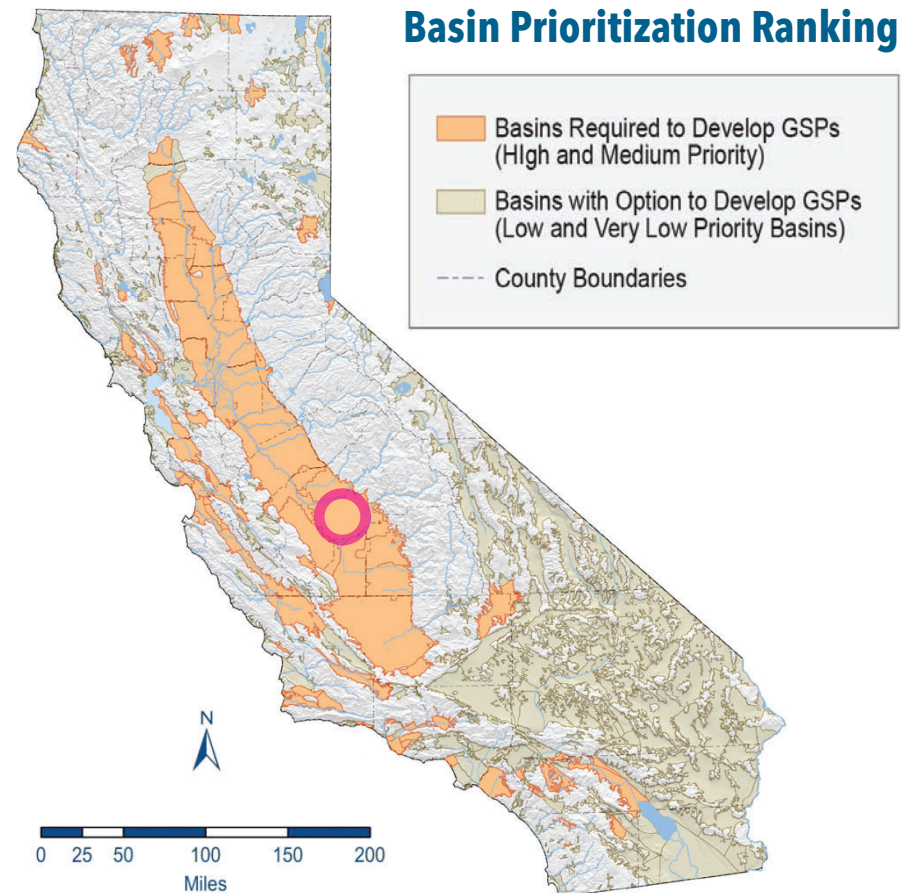 Basin Prioritization Ranking
Basins Required to Develop GSPs
(HIgh and Medium Priority)
Basins with Option to Develop GSPs
(Low and Very Low Priority Basins)
County Boundaries
N
0 25 50 100 150 200
Miles